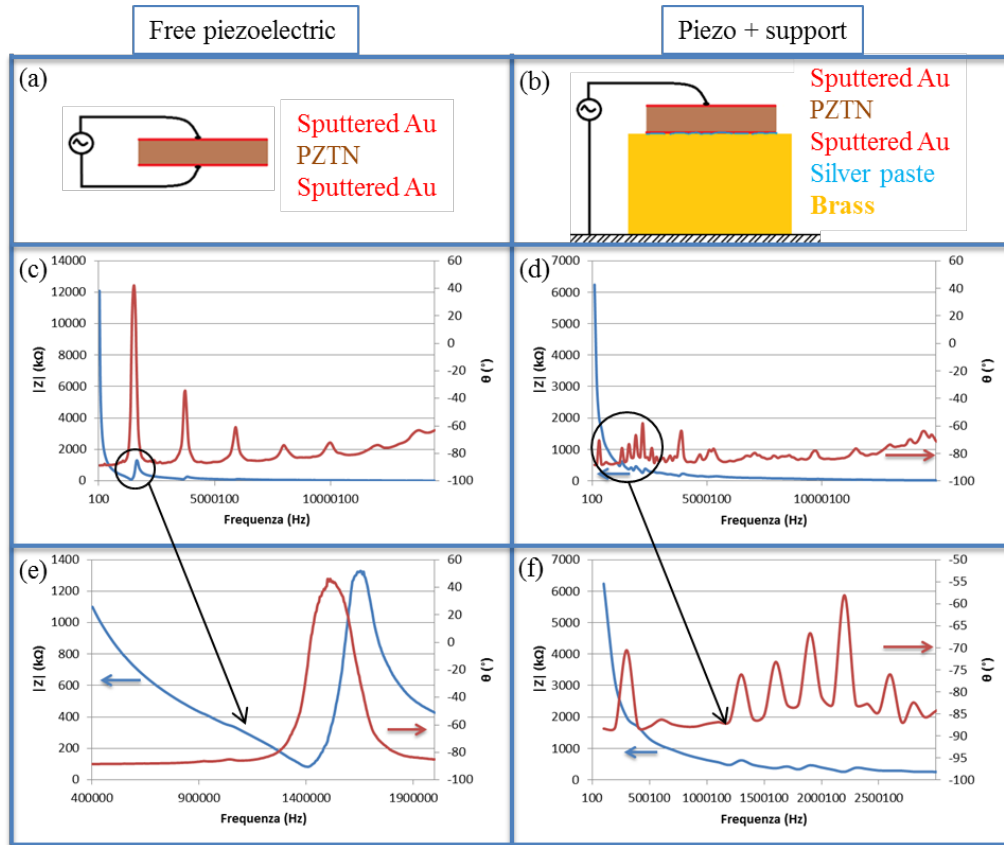 Free piezoelectric
Piezo + support
(a)
Sputtered Au
PZTN
Sputtered Au
(b)
Sputtered Au
PZTN
Sputtered Au
Silver paste
Brass
(c)
14000
12000
10000
8000
6000
4000
2000
0
|Z| (kΩ)
60
40
20
0
-20
-40
-60
-80
-100
θ (°)
100 5000100 10000100
Frequenza (Hz)
(d)
7000
6000
5000
4000
3000
2000
1000
0
|Z| (kΩ)
60
40
20
0
-20
-40
-60
-80
-100
θ (°)
100 5000100 10000100
Frequenza (Hz)
(e)
1400
1200
1000
800
600
400
200
0
|Z| (kΩ)
60
40
20
0
-20
-40
-60
-80
-100
θ (°)
400000 900000 1400000 1900000
Frequenza (Hz)
(f)
7000
6000
5000
4000
3000
2000
1000
0
|Z| (kΩ)
-50
-55
-60
-65
-70
-75
-80
-85
-90
-95
-100
θ (°)
100 500100 1000100 1500100 2000100 2500100
Frequenza (Hz)